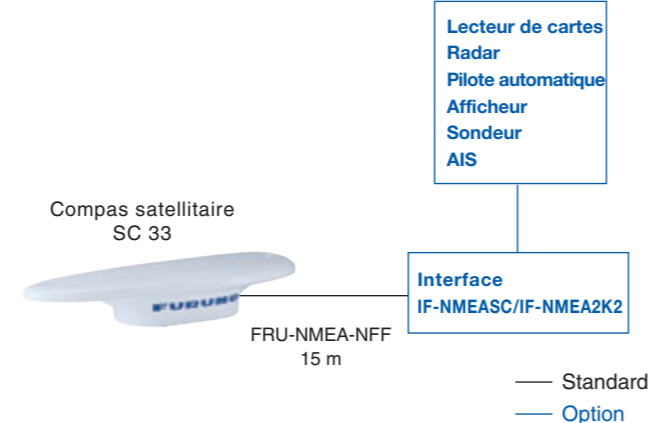 Lecteur de cartes
Radar
Pilote automatique
Afficheur
Sondeur
AIS
Compas satellitaire
SC 33
FURUNO
Interface
IF-NMEASC/IF-NMEA2K2
FRU-NMEA-NFF
15 m
Standard
Option